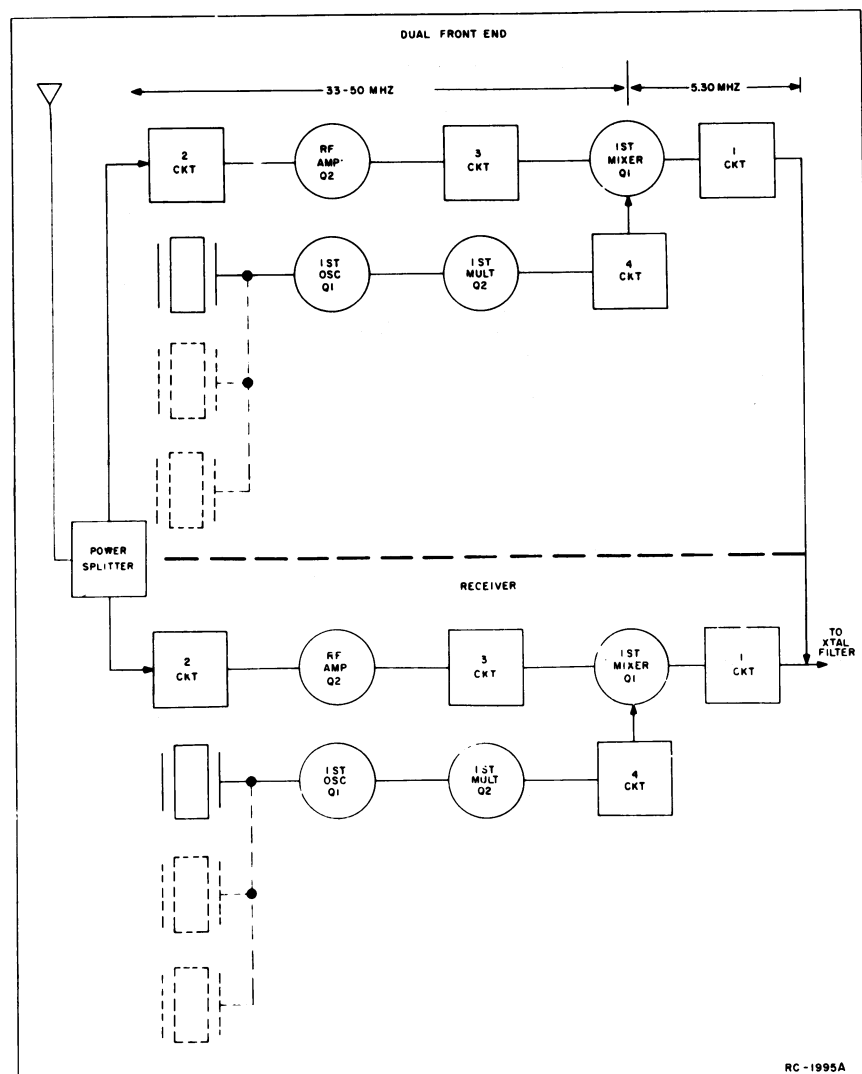 DUAL FRONT END
33-50 MHZ
5.30 MHZ
2
CKT
RF
AMP
Q2
3
CKT
1ST
MIXER
Q1
1
CKT
1ST
OSC
Q1
1ST
MULT
Q2
4
CKT
POWER
SPLITTER
RECEIVER
2
CKT
RF
AMP
Q2
3
CKT
1ST
MIXER
Q1
1
CKT
TO
XTAL
FILTER
1ST
OSC
Q1
1ST
MULT
Q2
4
CKT
RC-1995A